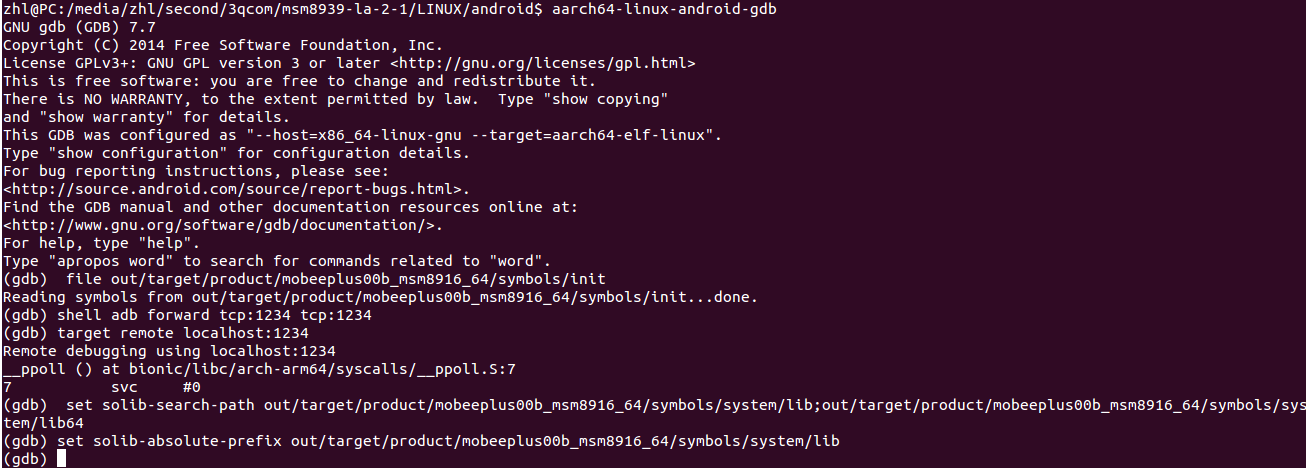 zhl@PC:/media/zhl/second/3qcom/msm8939-la-2-1/LINUX/android$ aarch64-linux-android-gdb
GNU gdb (GDB) 7.7
Copyright (C) 2014 Free Software Foundation, Inc.
License GPLv3+: GNU GPL version 3 or later <http://gnu.org/licenses/gpl.html>
This is free software: you are free to change and redistribute it.
There is NO WARRANTY, to the extent permitted by law.  Type "show copying"
and "show warranty" for details.
This GDB was configured as "--host=x86_64-linux-gnu --target=aarch64-elf-linux".
Type "show configuration" for configuration details.
For bug reporting instructions, please see:
<http://source.android.com/source/report-bugs.html>.
Find the GDB manual and other documentation resources online at:
<http://www.gnu.org/software/gdb/documentation/>.
For help, type "help".
Type "apropos word" to search for commands related to "word".
(gdb)  file out/target/product/mobeeplus00b_msm8916_64/symbols/init
Reading symbols from out/target/product/mobeeplus00b_msm8916_64/symbols/init...done.
(gdb) shell adb forward tcp:1234 tcp:1234
(gdb) target remote localhost:1234
Remote debugging using localhost:1234
__ppoll () at bionic/libc/arch-arm64/syscalls/__ppoll.S:7
7	    svc     #0
(gdb)  set solib-search-path out/target/product/mobeeplus00b_msm8916_64/symbols/system/lib;out/target/product/mobeeplus00b_msm8916_64/symbols/sys
tem/lib64
(gdb) set solib-absolute-prefix out/target/product/mobeeplus00b_msm8916_64/symbols/system/lib
(gdb)